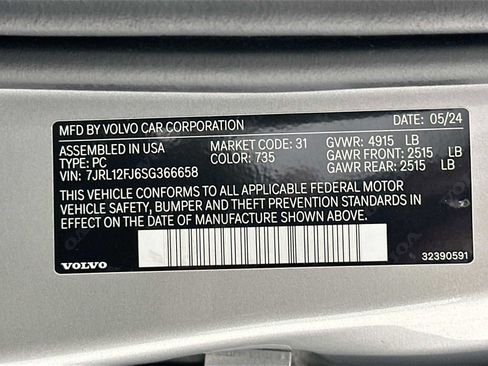 MFD BY VOLVO CAR CORPORATION DATE: 05/24
ASSEMBLED IN USA MARKET CODE: 31 GVWR: 4915 LB
TYPE: PC COLOR: 735 GAWR FRONT: 2515 LB
VIN: 7JRL12FJ6SG366658 GAWR REAR: 2515 LB
THIS VEHICLE CONFORMS TO ALL APPLICABLE FEDERAL MOTOR
VEHICLE SAFETY, BUMPER AND THEFT PREVENTION STANDARDS
IN EFFECT ON THE DATE OF MANUFACTURE SHOWN ABOVE.
VOLVO 32390591